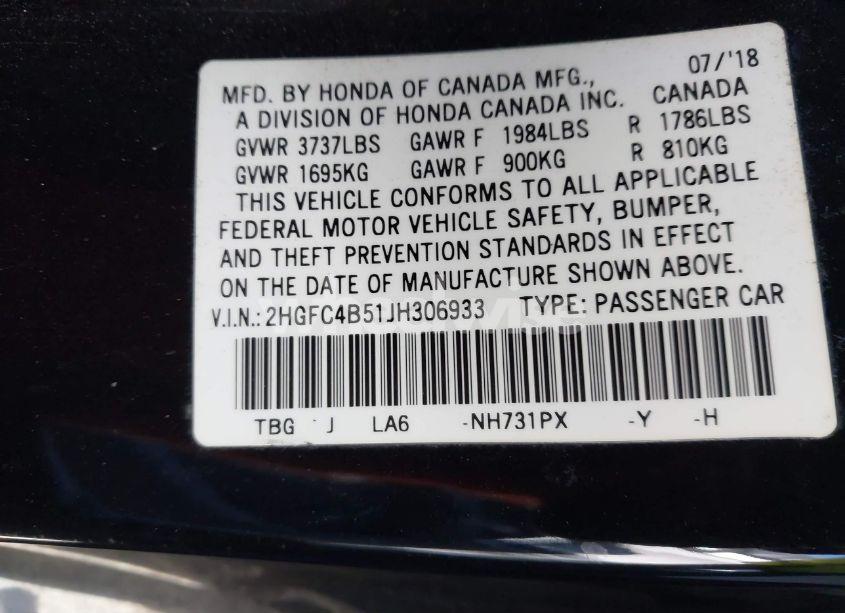 07/'18
MFD. BY HONDA OF CANADA MFG., CANADA
A DIVISION OF HONDA CANADA INC.
GVWR 3737LBS GAWR F 1984LBS R 1786LBS
GVWR 1695KG GAWR F 900KG R 810KG
THIS VEHICLE CONFORMS TO ALL APPLICABLE
FEDERAL MOTOR VEHICLE SAFETY, BUMPER,
AND THEFT PREVENTION STANDARDS IN EFFECT
ON THE DATE OF MANUFACTURE SHOWN ABOVE.
V.I.N.: 2HGFC4B51JH306933 TYPE: PASSENGER CAR
TBG J LA6 -NH731PX -Y -H